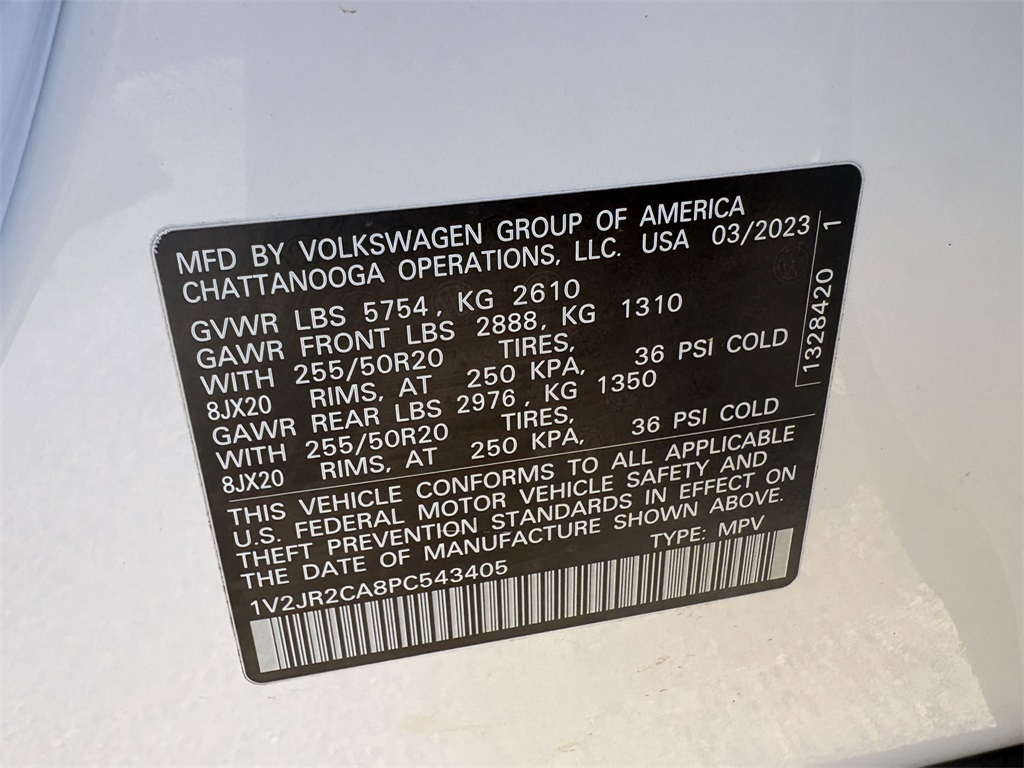 MFD BY VOLKSWAGEN GROUP OF AMERICA
CHATTANOOGA OPERATIONS, LLC. USA 03/2023
GVWR LBS 5754, KG 2610
GAWR FRONT LBS 2888, KG 1310
WITH 255/50R20 TIRES,
8JX20 RIMS, AT 250 KPA, 36 PSI COLD
GAWR REAR LBS 2976, KG 1350
WITH 255/50R20 TIRES,
8JX20 RIMS, AT 250 KPA, 36 PSI COLD
THIS VEHICLE CONFORMS TO ALL APPLICABLE
U.S. FEDERAL MOTOR VEHICLE SAFETY AND
THEFT PREVENTION STANDARDS IN EFFECT ON
THE DATE OF MANUFACTURE SHOWN ABOVE.
TYPE: MPV
1V2JR2CA8PC543405
1328420 1